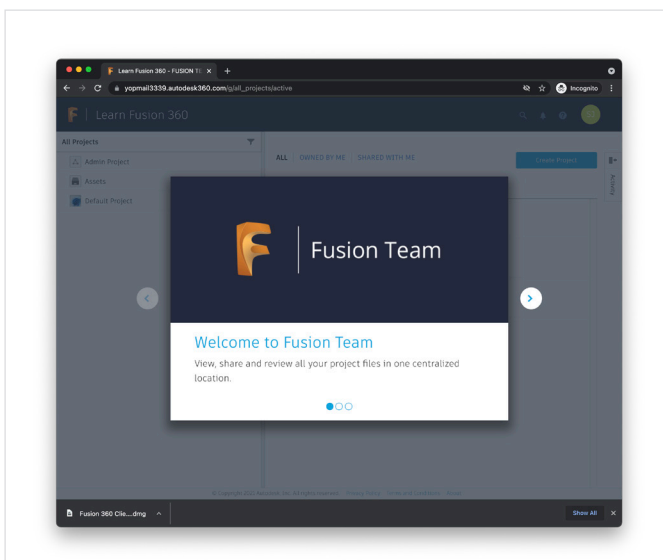 Learn Fusion 360 - FUSION TE
yopmail3339.autodesk360.com/g/all_projects/active
Incognito
F | Learn Fusion 360
All Projects
ALL | OWNED BY ME | SHARED WITH ME
Create Project
Admin Project
Assets
Default Project
Activity
Fusion Team
Welcome to Fusion Team
View, share and review all your project files in one centralized
location.
Fusion 360 Clie....dmg
Show All